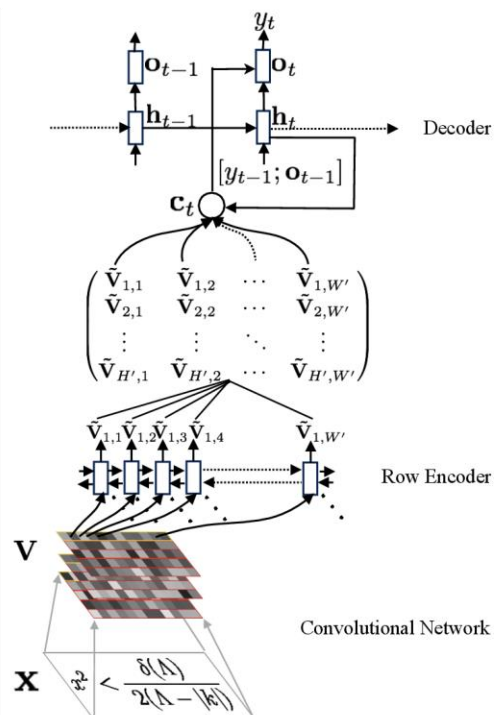 y_t
o_{t-1} o_t
h_{t-1} h_t
Decoder
[y_{t-1}; o_{t-1}]
c_t
Ṽ_{1,1} Ṽ_{1,2} ⋯ Ṽ_{1,W′}
Ṽ_{2,1} Ṽ_{2,2} ⋯ Ṽ_{2,W′}
⋮ ⋮ ⋱ ⋮
Ṽ_{H′,1} Ṽ_{H′,2} ⋯ Ṽ_{H′,W′}
Ṽ_{1,1} Ṽ_{1,2} Ṽ_{1,3} Ṽ_{1,4} Ṽ_{1,W′}
Row Encoder
V
Convolutional Network
X
< δ(Λ) / 2(Λ − |k|)